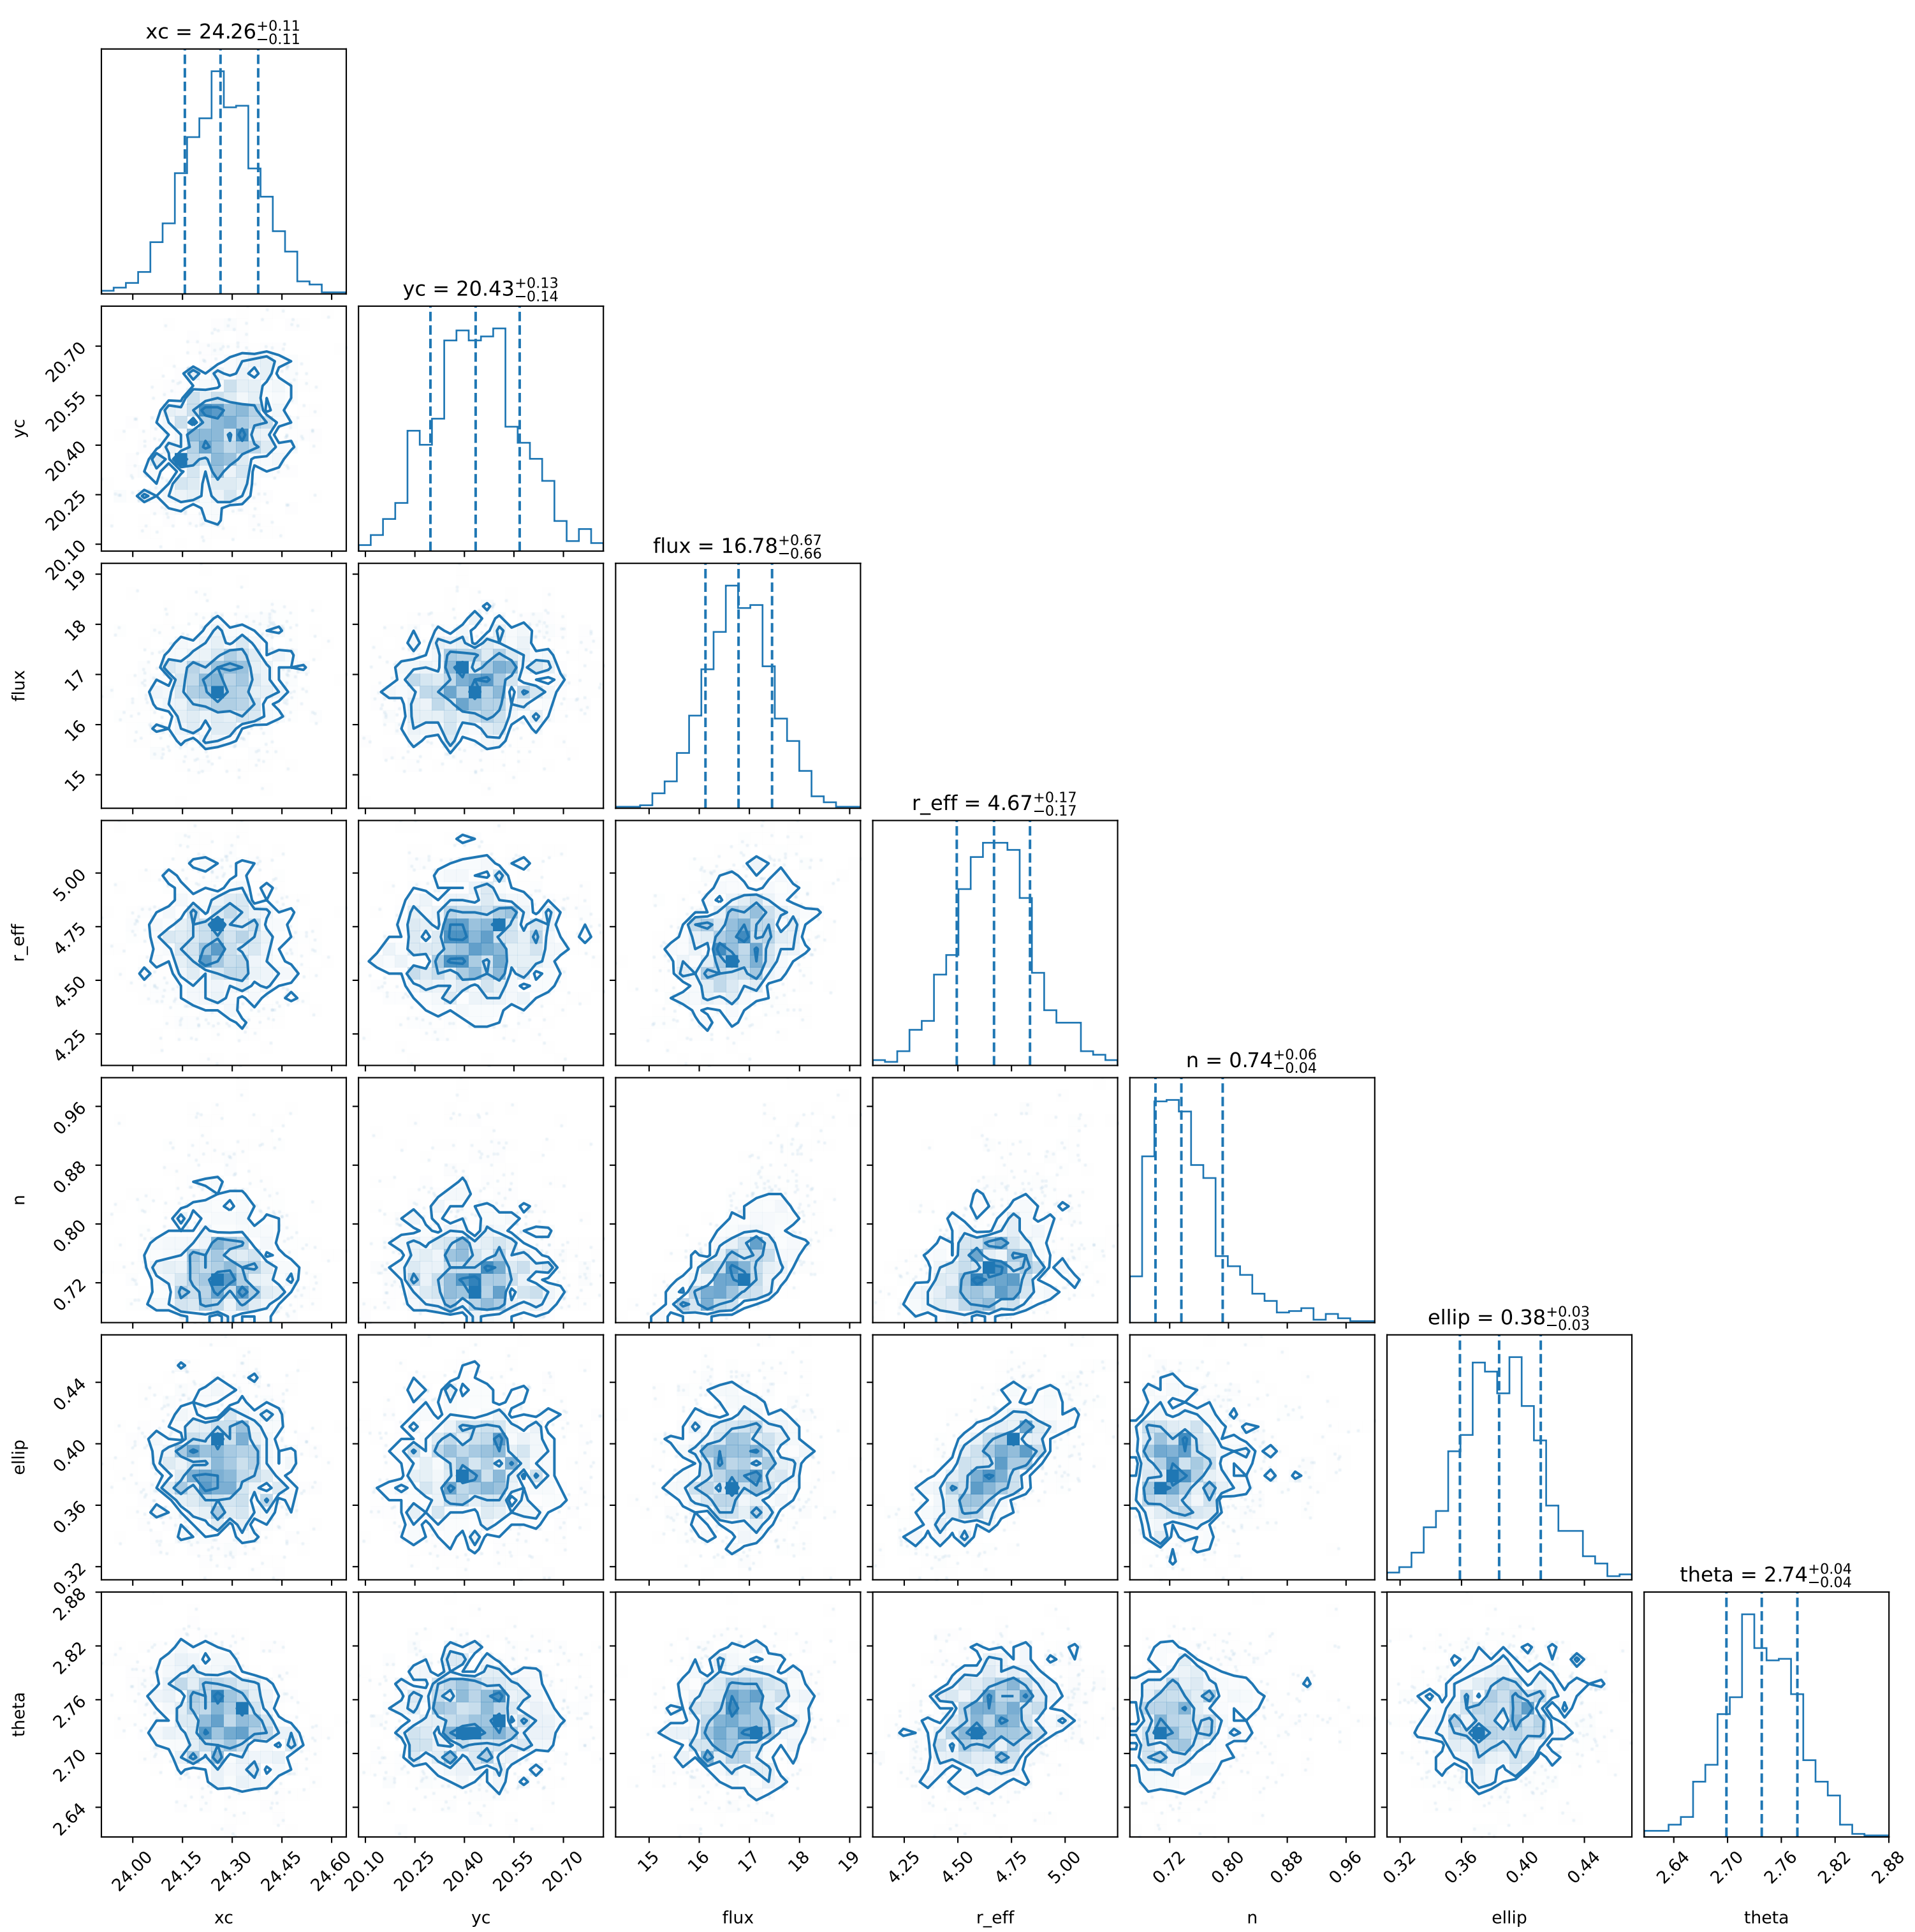 xc = 24.26+0.11−0.11
yc = 20.43+0.13−0.14
20.70
20.55
20.40
20.25
20.10
yc
flux = 16.78+0.67−0.66
19
18
17
16
15
flux
r_eff = 4.67+0.17−0.17
5.00
4.75
4.50
4.25
r_eff
n = 0.74+0.06−0.04
0.96
0.88
0.80
0.72
n
ellip = 0.38+0.03−0.03
0.44
0.40
0.36
0.32
ellip
theta = 2.74+0.04−0.04
2.88
2.82
2.76
2.70
2.64
theta
24.00 24.15 24.30 24.45 24.60 20.10 20.25 20.40 20.55 20.70 15 16 17 18 19 4.25 4.50 4.75 5.00 0.72 0.80 0.88 0.96 0.32 0.36 0.40 0.44 2.64 2.70 2.76 2.82 2.88
xc yc flux r_eff n ellip theta